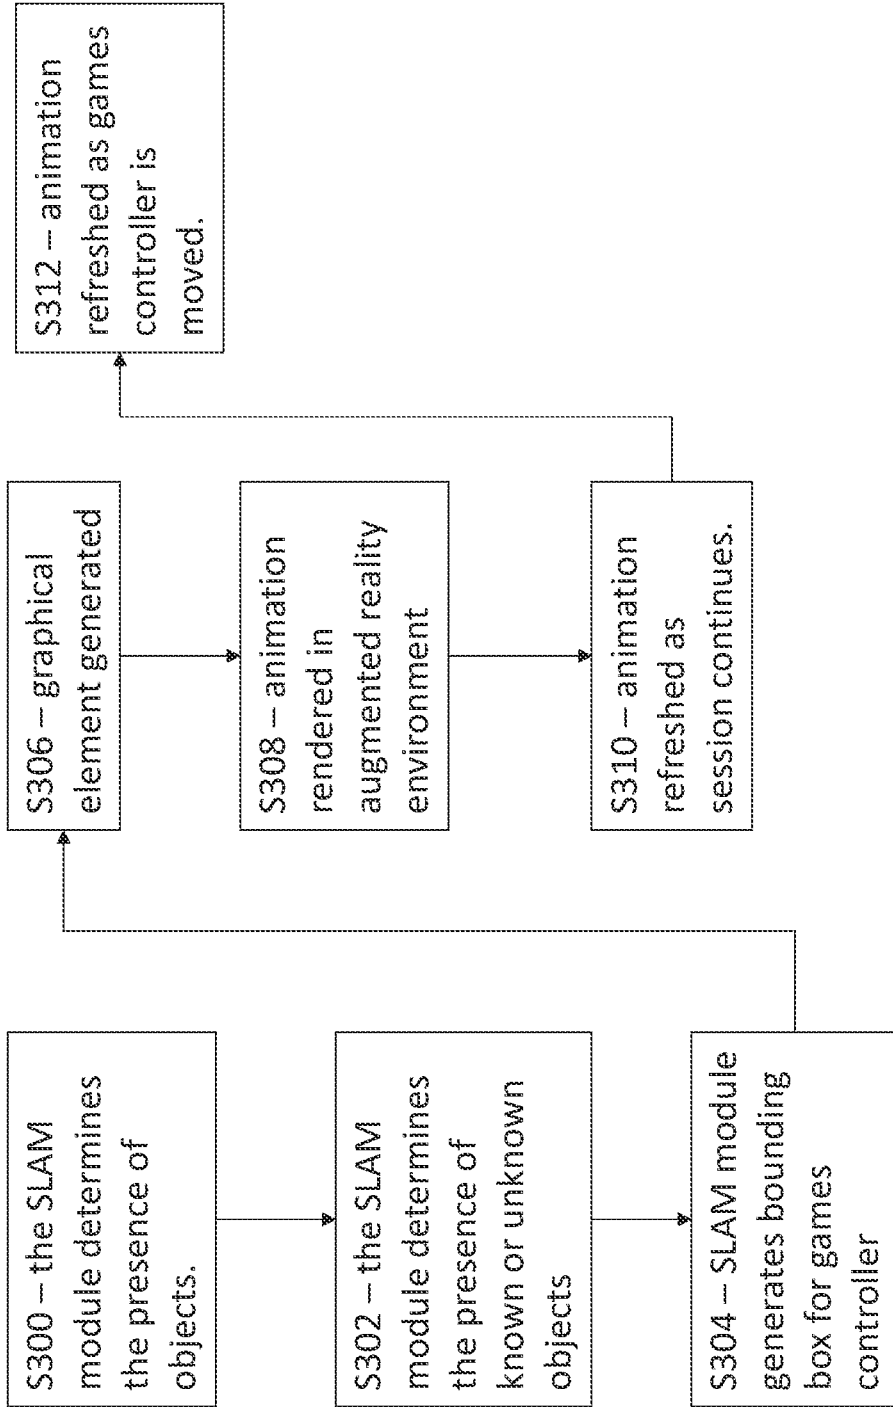 S300 – the SLAM
module determines
the presence of
objects.
S302 – the SLAM
module determines
the presence of
known or unknown
objects
S304 – SLAM module
generates bounding
box for games
controller
S306 – graphical
element generated
S308 – animation
rendered in
augmented reality
environment
S310 – animation
refreshed as
session continues.
S312 – animation
refreshed as games
controller is
moved.